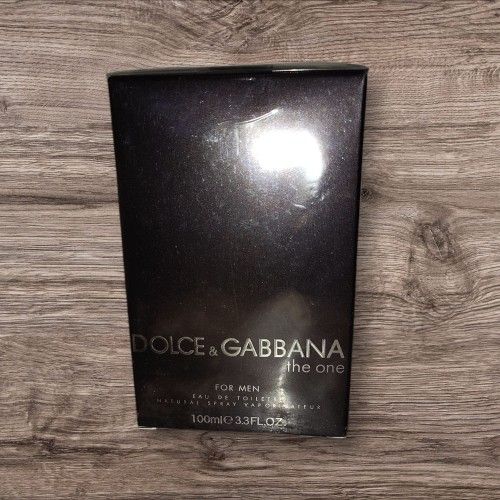 DOLCE & GABBANA
the one
FOR MEN
EAU DE TOILETTE
NATURAL SPRAY VAPORISATEUR
100ml℮3.3FL.OZ